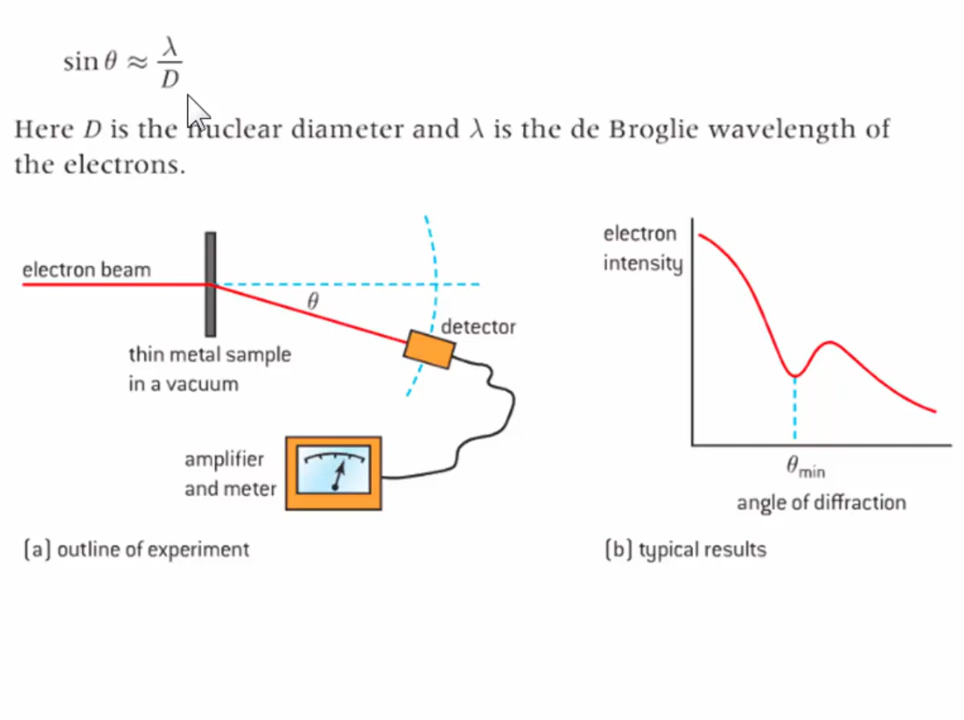 sin θ ≈ λ/D
Here D is the nuclear diameter and λ is the de Broglie wavelength of
the electrons.
electron beam
θ
detector
thin metal sample
in a vacuum
amplifier
and meter
(a) outline of experiment
electron
intensity
θmin
angle of diffraction
(b) typical results